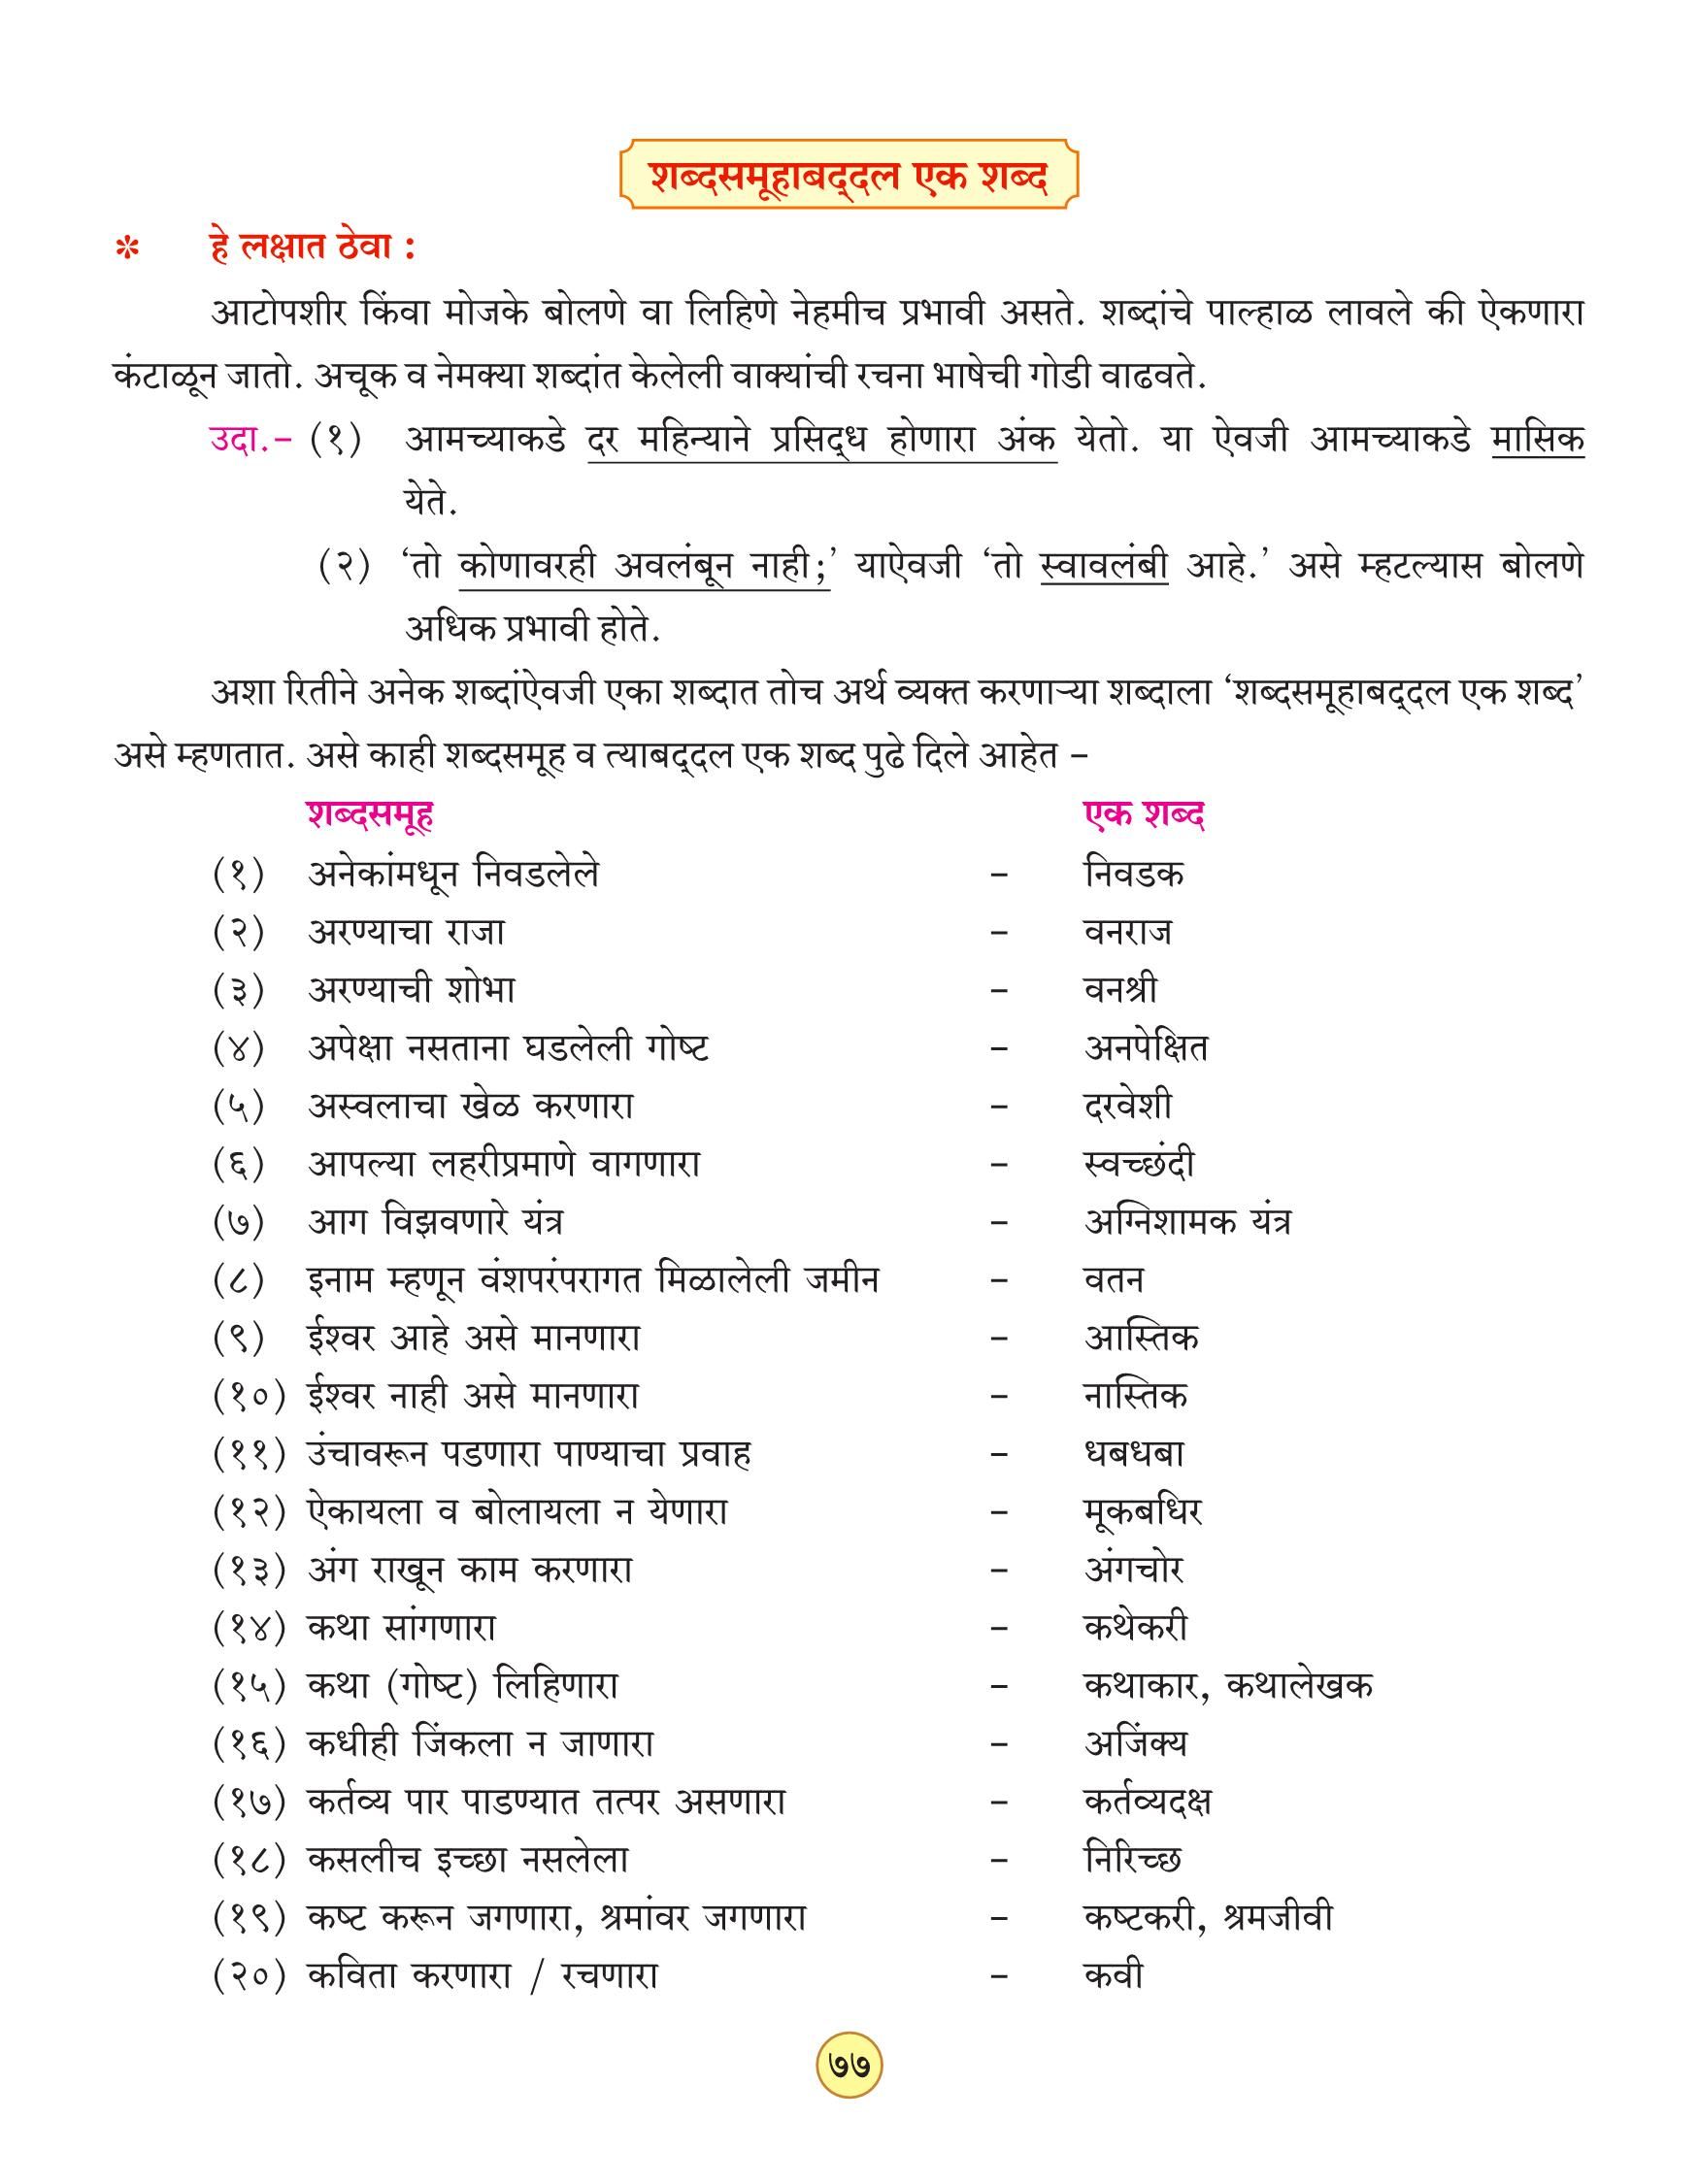 शब्दसमूहाबद्‌दल एक शब्द
✽ हे लक्षात ठेवा :
आटोपशीर किंवा मोजके बोलणे वा लिहिणे नेहमीच प्रभावी असते. शब्दांचे पाल्हाळ लावले की ऐकणारा
कंटाळून जातो. अचूक व नेमक्या शब्दांत केलेली वाक्यांची रचना भाषेची गोडी वाढवते.
उदा.– (१) आमच्याकडे दर महिन्याने प्रसिद्‌ध होणारा अंक येतो. या ऐवजी आमच्याकडे मासिक
येते.
(२) ‘तो कोणावरही अवलंबून नाही;’ याऐवजी ‘तो स्वावलंबी आहे.’ असे म्हटल्यास बोलणे
अधिक प्रभावी होते.
अशा रितीने अनेक शब्दांऐवजी एका शब्दात तोच अर्थ व्यक्त करणाऱ्या शब्दाला ‘शब्दसमूहाबद्‌दल एक शब्द’
असे म्हणतात. असे काही शब्दसमूह व त्याबद्‌दल एक शब्द पुढे दिले आहेत –
शब्दसमूह एक शब्द
(१) अनेकांमधून निवडलेले – निवडक
(२) अरण्याचा राजा – वनराज
(३) अरण्याची शोभा – वनश्री
(४) अपेक्षा नसताना घडलेली गोष्ट – अनपेक्षित
(५) अस्वलाचा खेळ करणारा – दरवेशी
(६) आपल्या लहरीप्रमाणे वागणारा – स्वच्छंदी
(७) आग विझवणारे यंत्र – अग्निशामक यंत्र
(८) इनाम म्हणून वंशपरंपरागत मिळालेली जमीन – वतन
(९) ईश्वर आहे असे मानणारा – आस्तिक
(१०) ईश्वर नाही असे मानणारा – नास्तिक
(११) उंचावरून पडणारा पाण्याचा प्रवाह – धबधबा
(१२) ऐकायला व बोलायला न येणारा – मूकबधिर
(१३) अंग राखून काम करणारा – अंगचोर
(१४) कथा सांगणारा – कथेकरी
(१५) कथा (गोष्ट) लिहिणारा – कथाकार, कथालेखक
(१६) कधीही जिंकला न जाणारा – अजिंक्य
(१७) कर्तव्य पार पाडण्यात तत्पर असणारा – कर्तव्यदक्ष
(१८) कसलीच इच्छा नसलेला – निरिच्छ
(१९) कष्ट करून जगणारा, श्रमांवर जगणारा – कष्टकरी, श्रमजीवी
(२०) कविता करणारा / रचणारा – कवी
७७